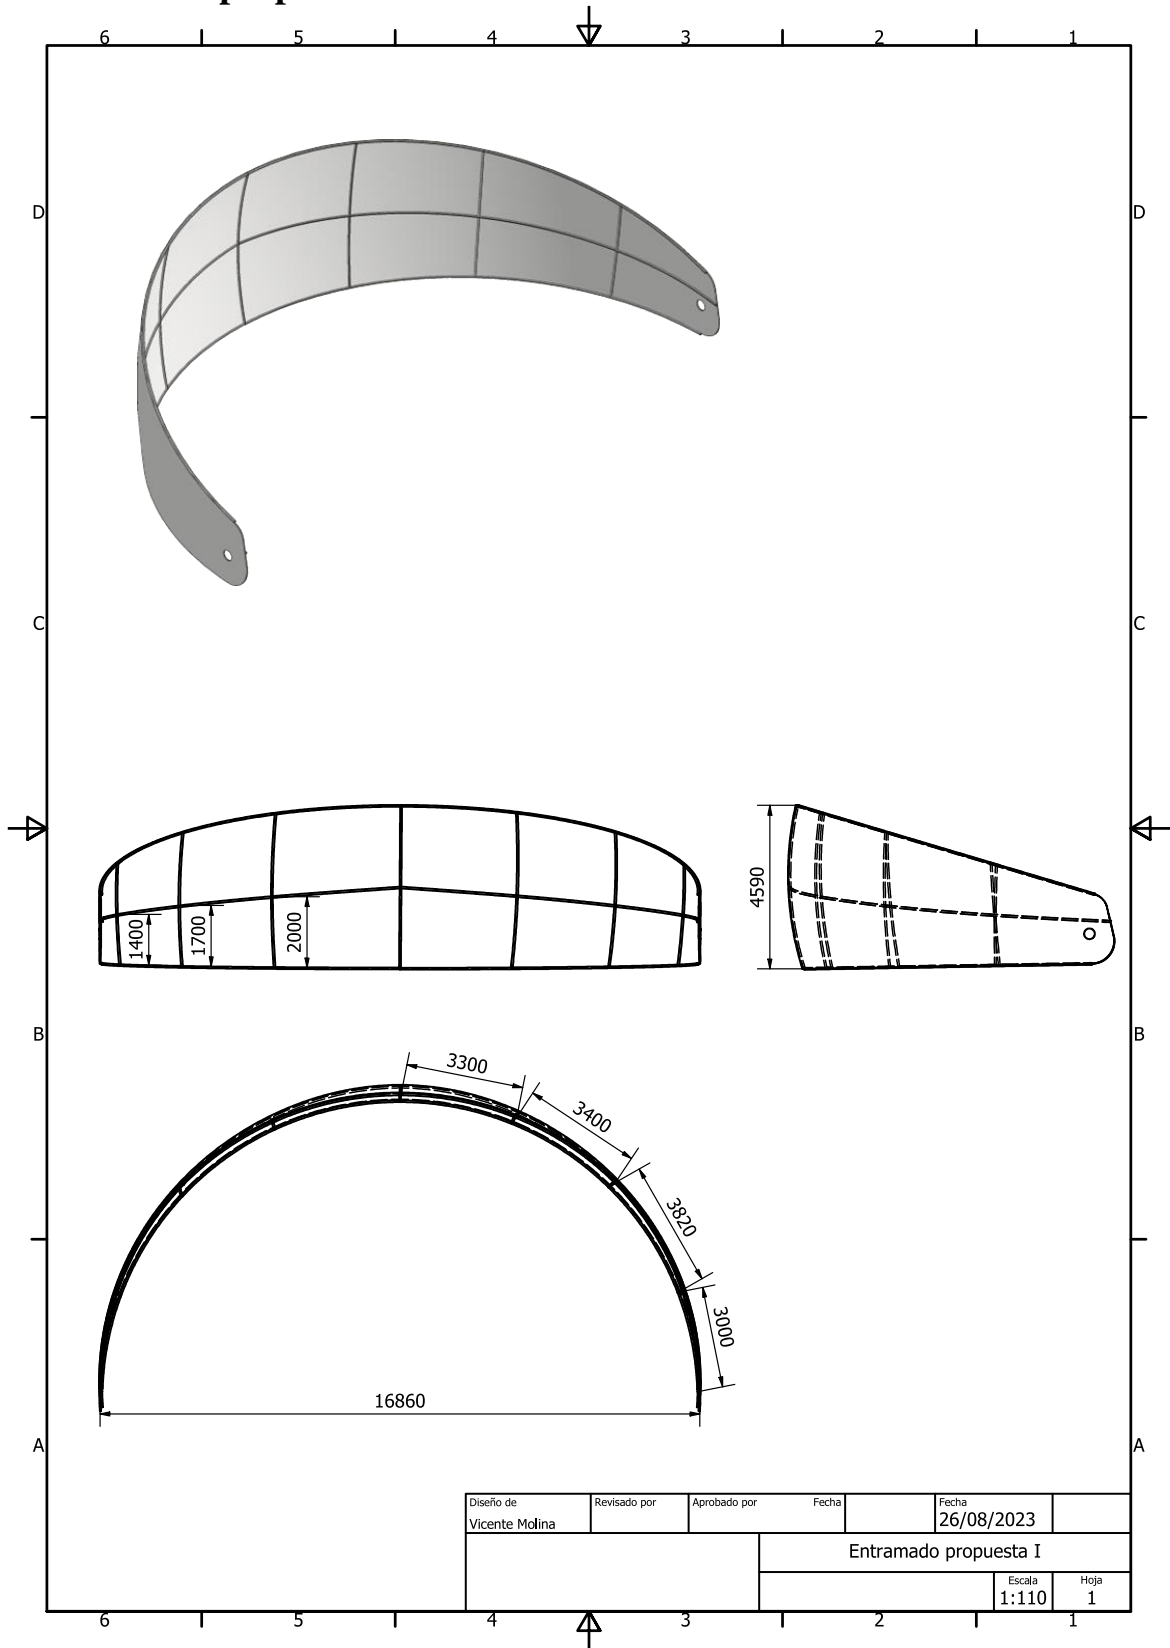 6 5 4 3 2 1
D D
C C
4590
1400
1700
2000
B B
3300
3400
3820
3000
16860
A A
Diseño de
Vicente Molina
Revisado por
Aprobado por
Fecha
Fecha
26/08/2023
Entramado propuesta I
Escala
1:110
Hoja
1
6 5 4 3 2 1